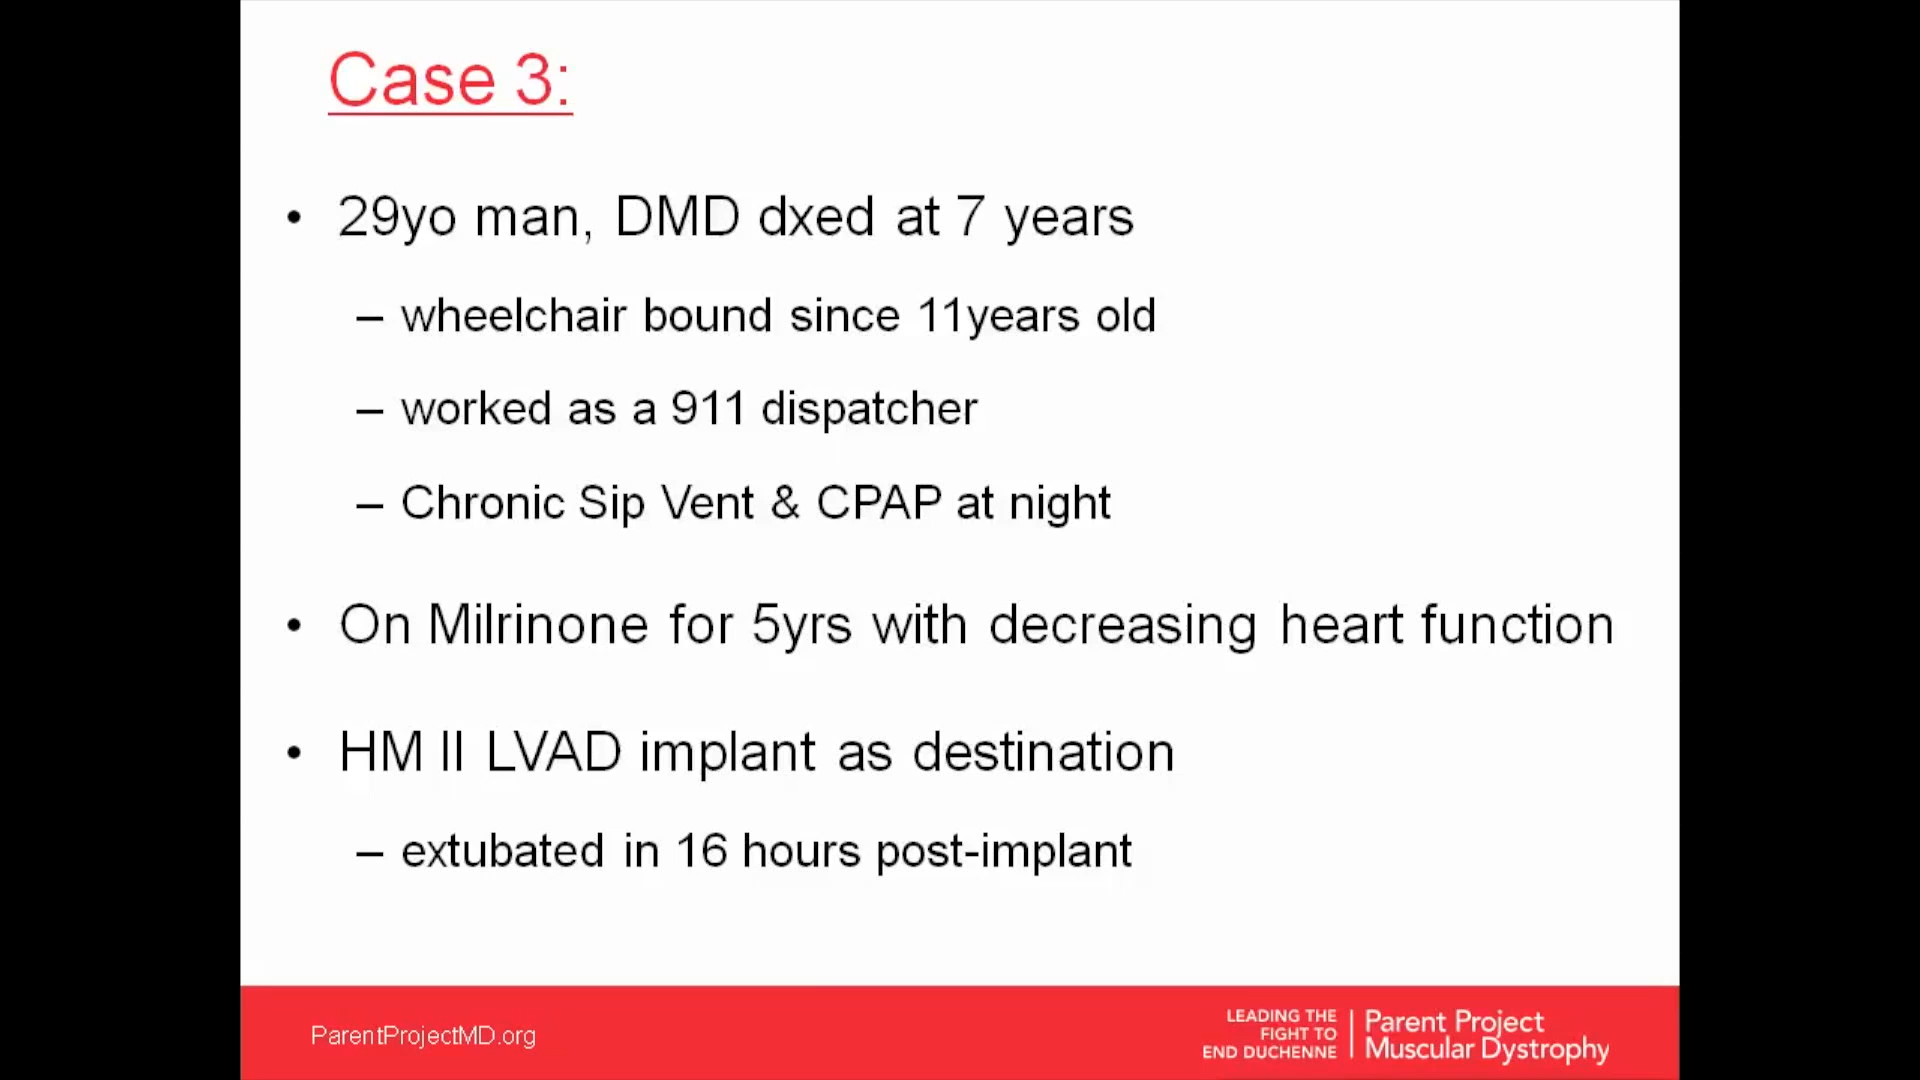 Case 3:
• 29yo man, DMD dxed at 7 years
– wheelchair bound since 11years old
– worked as a 911 dispatcher
– Chronic Sip Vent & CPAP at night
• On Milrinone for 5yrs with decreasing heart function
• HM II LVAD implant as destination
– extubated in 16 hours post-implant
ParentProjectMD.org
LEADING THE
FIGHT TO
END DUCHENNE
Parent Project
Muscular Dystrophy